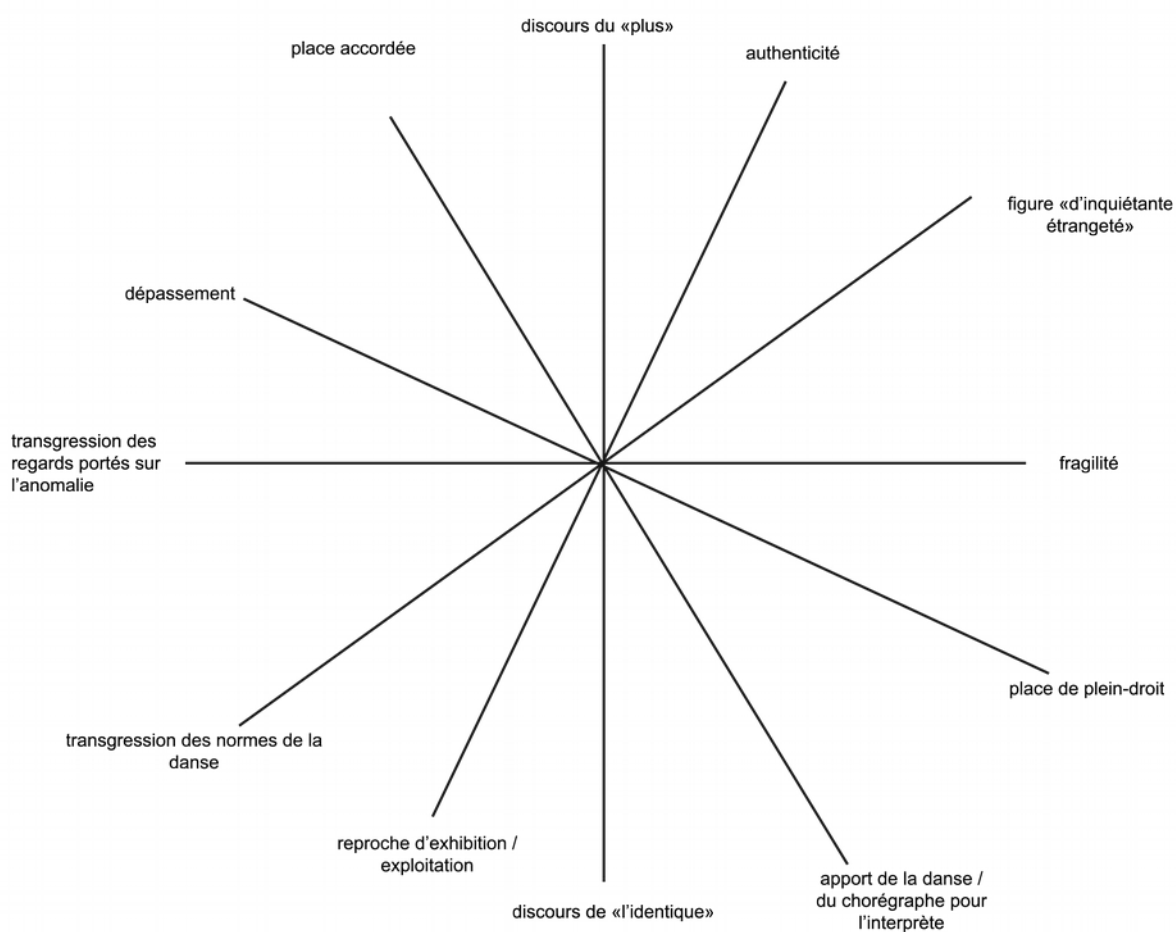 discours du «plus»
place accordée
authenticité
figure «d’inquiétante
étrangeté»
dépassement
transgression des
regards portés sur
l’anomalie
fragilité
place de plein-droit
transgression des normes de la
danse
reproche d’exhibition /
exploitation
apport de la danse /
du chorégraphe pour
l’interprète
discours de «l’identique»